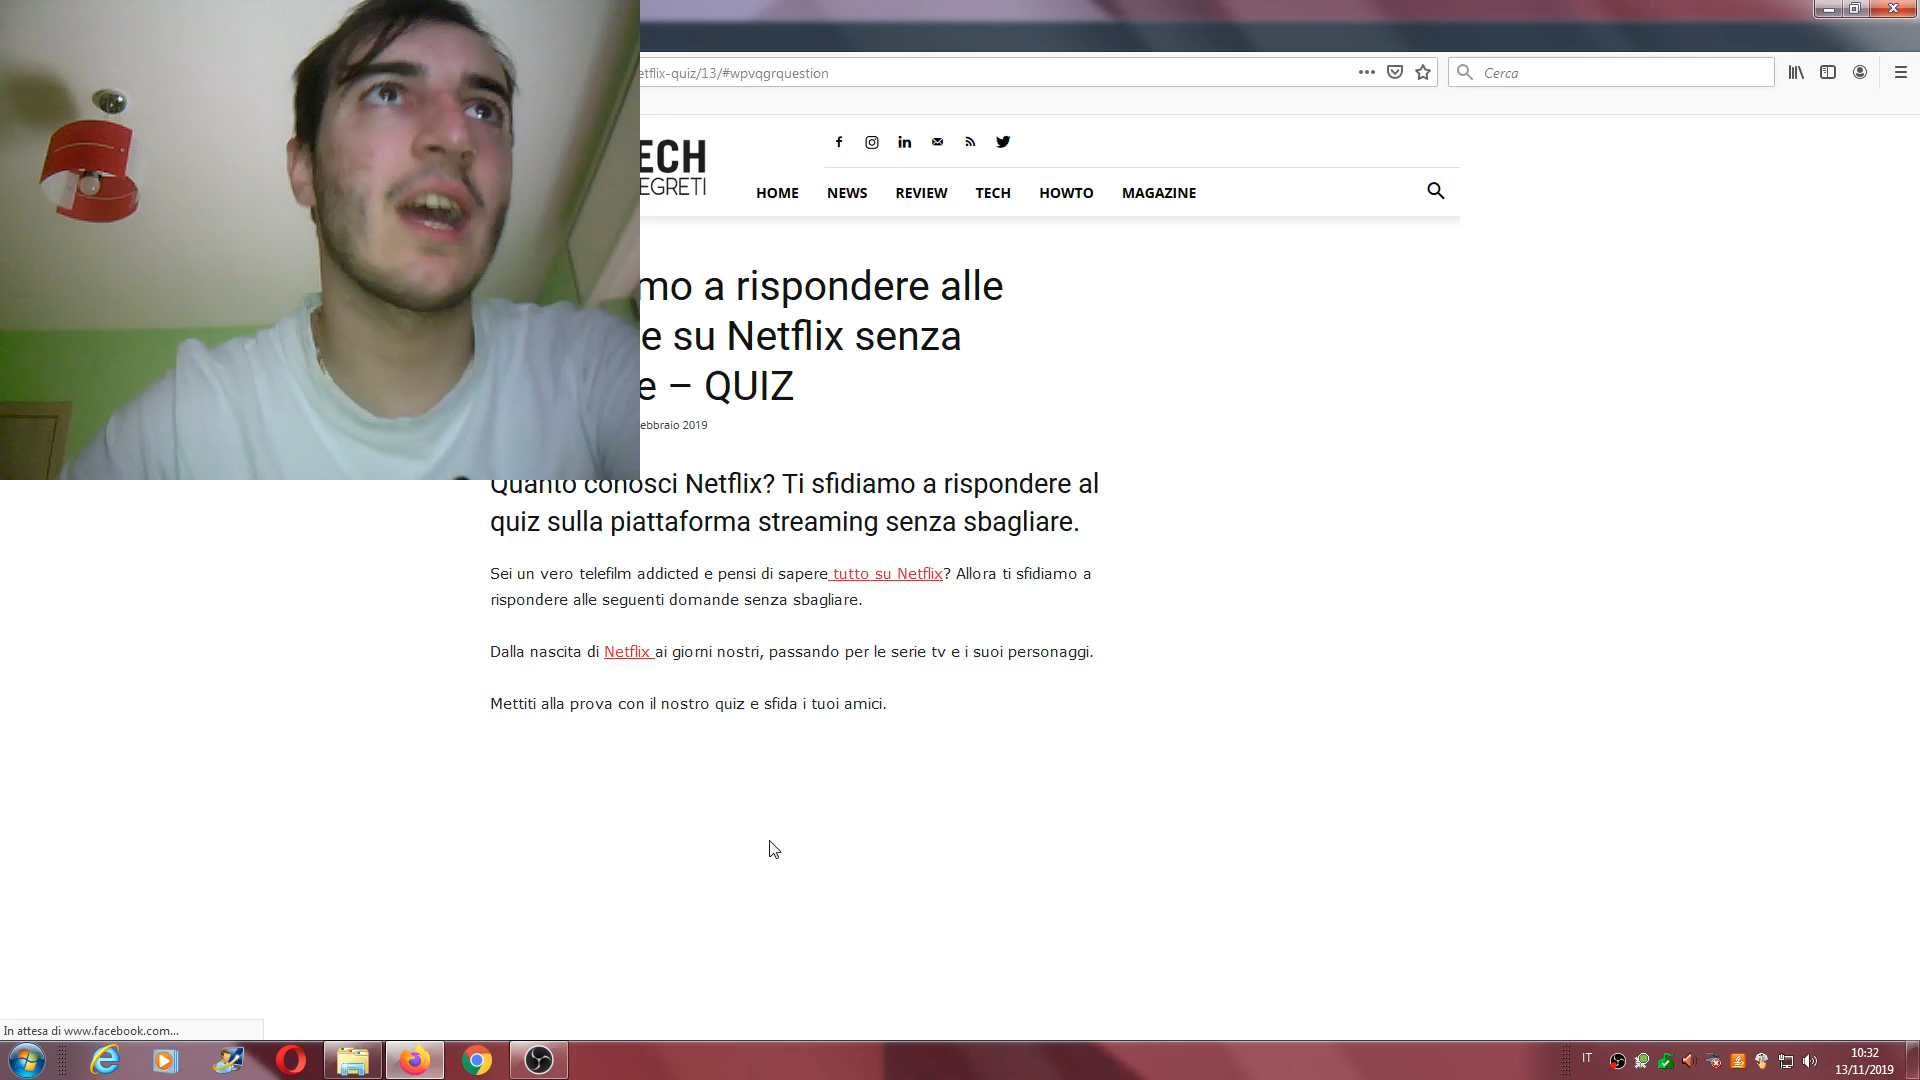 etflix-quiz/13/#wpvqgrquestion
Cerca
ECH
EGRETI
HOME NEWS REVIEW TECH HOWTO MAGAZINE
mo a rispondere alle
e su Netflix senza
e – QUIZ
ebbraio 2019
Quanto conosci Netflix? Ti sfidiamo a rispondere al
quiz sulla piattaforma streaming senza sbagliare.
Sei un vero telefilm addicted e pensi di sapere tutto su Netflix? Allora ti sfidiamo a
rispondere alle seguenti domande senza sbagliare.
Dalla nascita di Netflix ai giorni nostri, passando per le serie tv e i suoi personaggi.
Mettiti alla prova con il nostro quiz e sfida i tuoi amici.
In attesa di www.facebook.com...
IT
10:32
13/11/2019